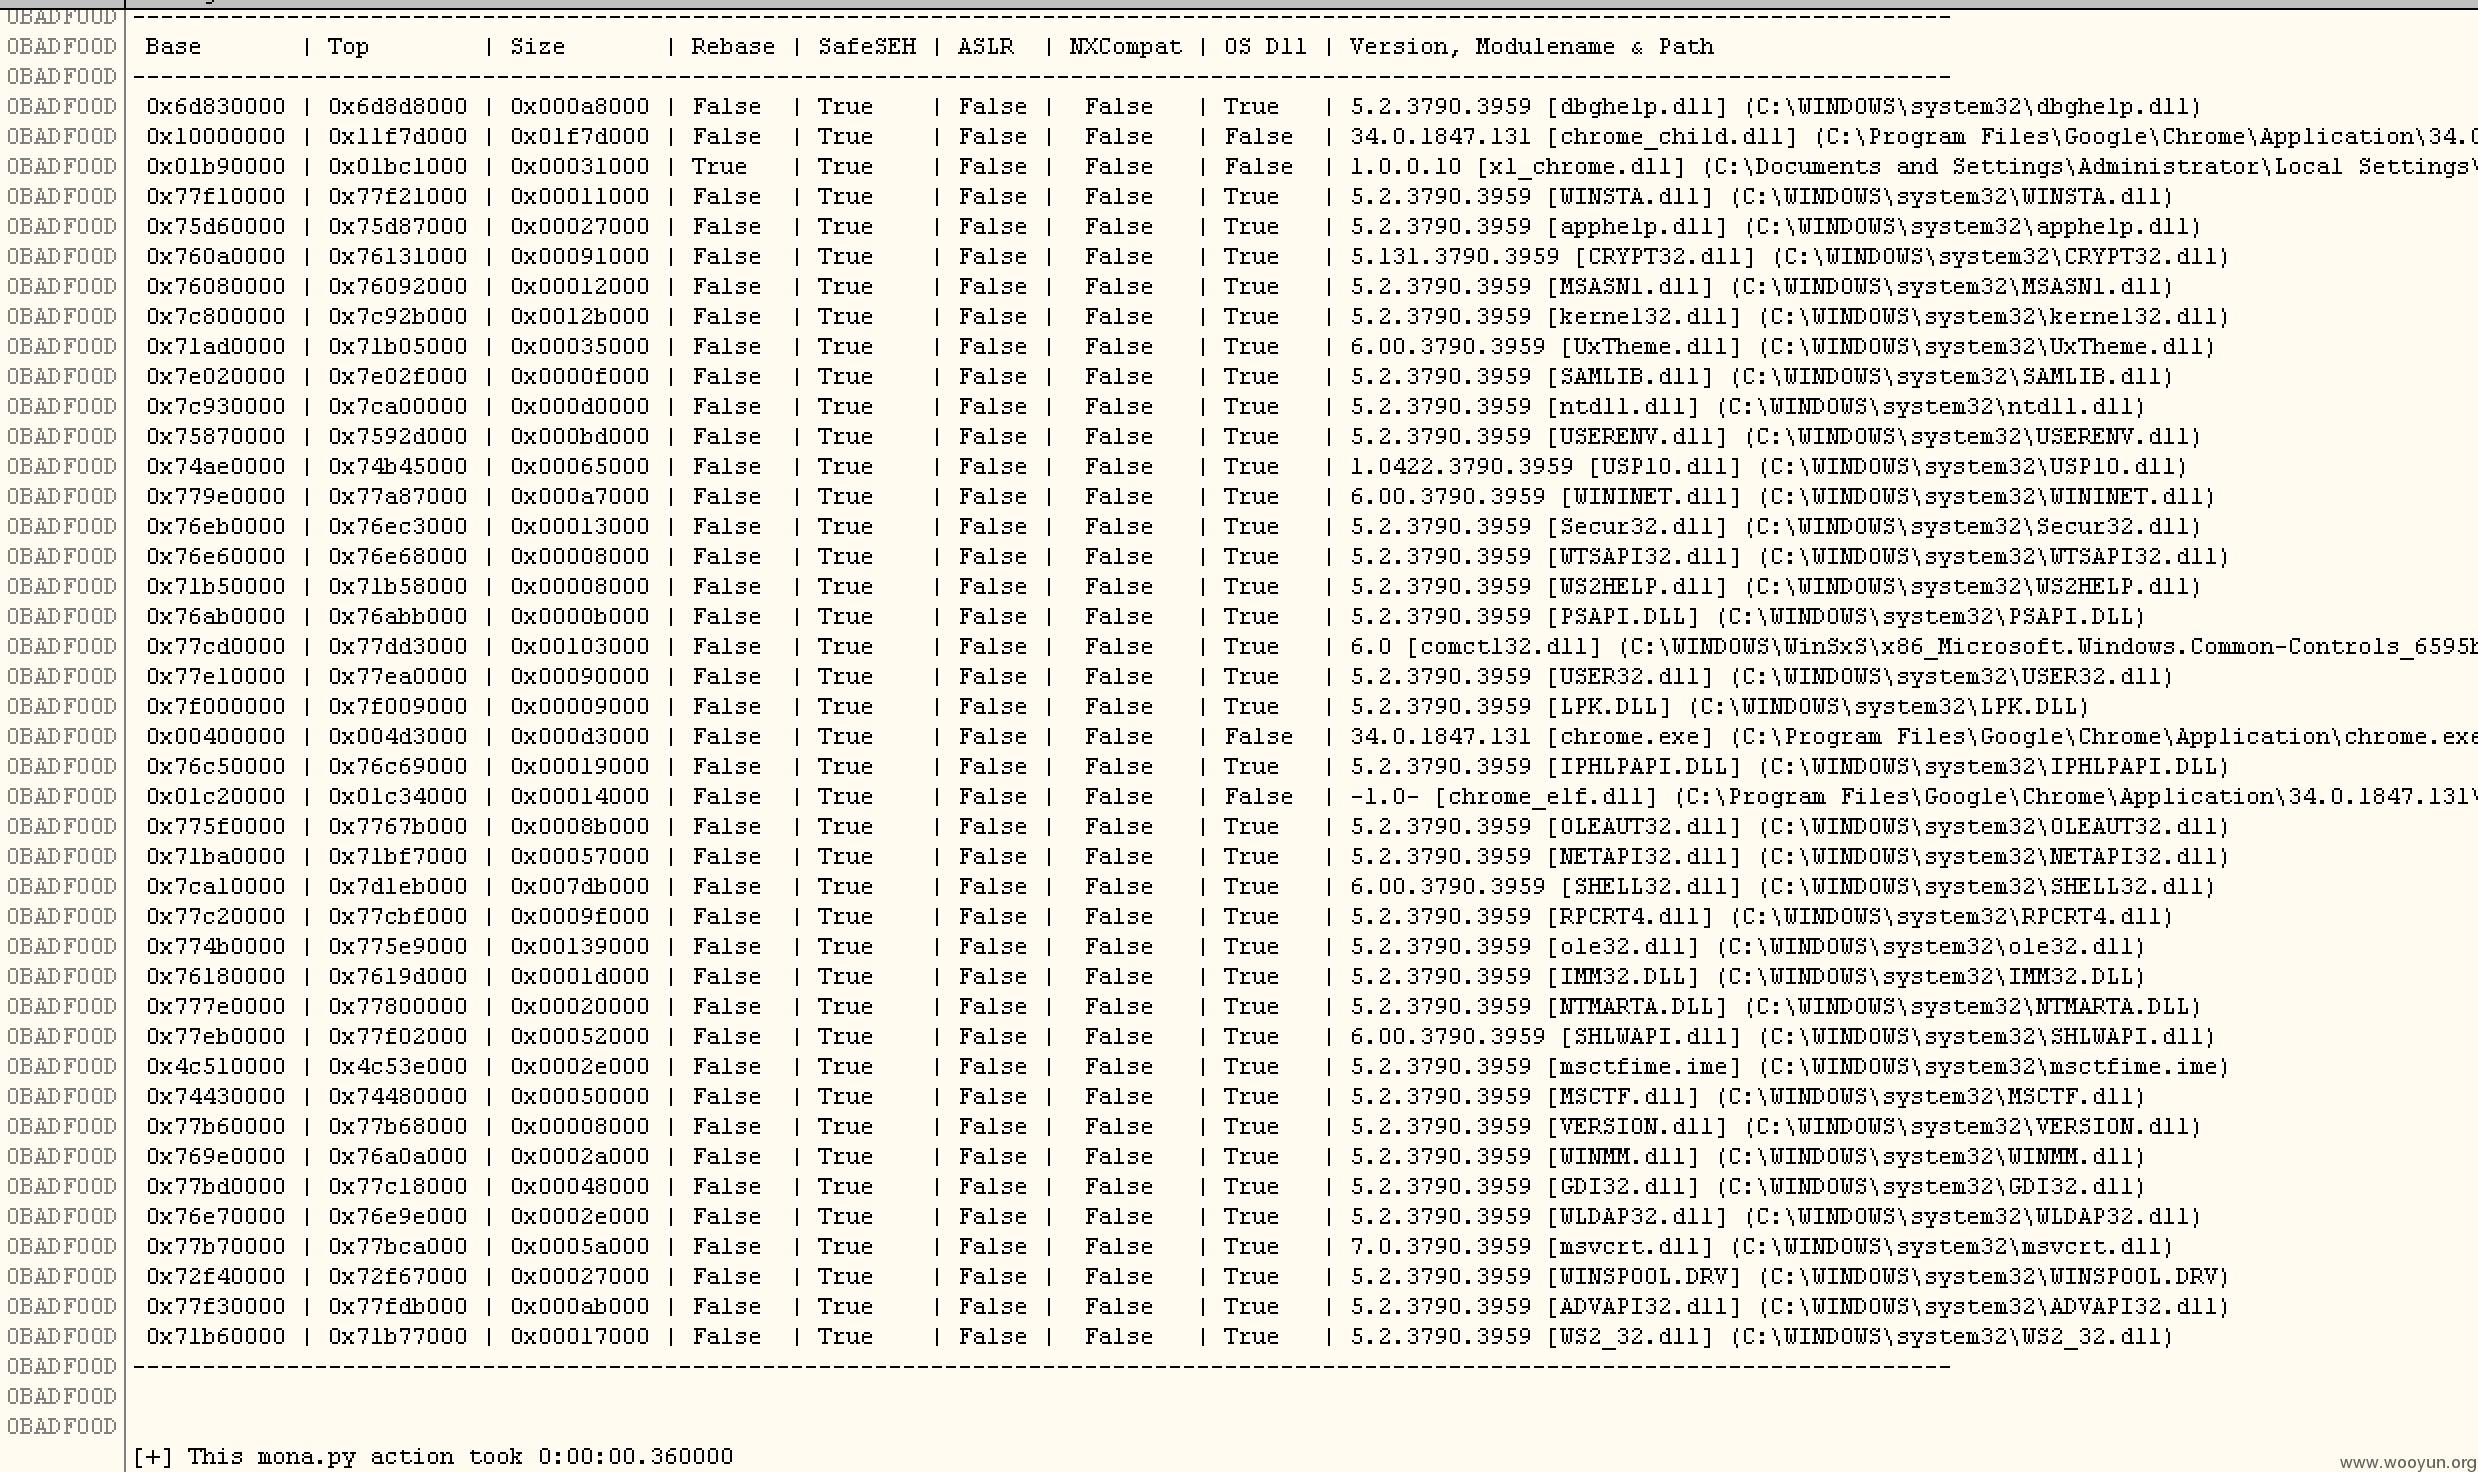 0BADF00D ----------------------------------------------------------------------------------------------------------------------------------
0BADF00D  Base       | Top        | Size       | Rebase | SafeSEH | ASLR  | NXCompat | OS Dll | Version, Modulename & Path
0BADF00D ----------------------------------------------------------------------------------------------------------------------------------
0BADF00D  0x6d830000 | 0x6d8d8000 | 0x000a8000 | False  | True    | False |  False   | True   | 5.2.3790.3959 [dbghelp.dll] (C:\WINDOWS\system32\dbghelp.dll)
0BADF00D  0x10000000 | 0x11f7d000 | 0x01f7d000 | False  | True    | False |  False   | False  | 34.0.1847.131 [chrome_child.dll] (C:\Program Files\Google\Chrome\Application\34.0
0BADF00D  0x01b90000 | 0x01bc1000 | 0x00031000 | True   | True    | False |  False   | False  | 1.0.0.10 [xl_chrome.dll] (C:\Documents and Settings\Administrator\Local Settings\
0BADF00D  0x77f10000 | 0x77f21000 | 0x00011000 | False  | True    | False |  False   | True   | 5.2.3790.3959 [WINSTA.dll] (C:\WINDOWS\system32\WINSTA.dll)
0BADF00D  0x75d60000 | 0x75d87000 | 0x00027000 | False  | True    | False |  False   | True   | 5.2.3790.3959 [apphelp.dll] (C:\WINDOWS\system32\apphelp.dll)
0BADF00D  0x760a0000 | 0x76131000 | 0x00091000 | False  | True    | False |  False   | True   | 5.131.3790.3959 [CRYPT32.dll] (C:\WINDOWS\system32\CRYPT32.dll)
0BADF00D  0x76080000 | 0x76092000 | 0x00012000 | False  | True    | False |  False   | True   | 5.2.3790.3959 [MSASN1.dll] (C:\WINDOWS\system32\MSASN1.dll)
0BADF00D  0x7c800000 | 0x7c92b000 | 0x0012b000 | False  | True    | False |  False   | True   | 5.2.3790.3959 [kernel32.dll] (C:\WINDOWS\system32\kernel32.dll)
0BADF00D  0x71ad0000 | 0x71b05000 | 0x00035000 | False  | True    | False |  False   | True   | 6.00.3790.3959 [UxTheme.dll] (C:\WINDOWS\system32\UxTheme.dll)
0BADF00D  0x7e020000 | 0x7e02f000 | 0x0000f000 | False  | True    | False |  False   | True   | 5.2.3790.3959 [SAMLIB.dll] (C:\WINDOWS\system32\SAMLIB.dll)
0BADF00D  0x7c930000 | 0x7ca00000 | 0x000d0000 | False  | True    | False |  False   | True   | 5.2.3790.3959 [ntdll.dll] (C:\WINDOWS\system32\ntdll.dll)
0BADF00D  0x75870000 | 0x7592d000 | 0x000bd000 | False  | True    | False |  False   | True   | 5.2.3790.3959 [USERENV.dll] (C:\WINDOWS\system32\USERENV.dll)
0BADF00D  0x74ae0000 | 0x74b45000 | 0x00065000 | False  | True    | False |  False   | True   | 1.0422.3790.3959 [USP10.dll] (C:\WINDOWS\system32\USP10.dll)
0BADF00D  0x779e0000 | 0x77a87000 | 0x000a7000 | False  | True    | False |  False   | True   | 6.00.3790.3959 [WININET.dll] (C:\WINDOWS\system32\WININET.dll)
0BADF00D  0x76eb0000 | 0x76ec3000 | 0x00013000 | False  | True    | False |  False   | True   | 5.2.3790.3959 [Secur32.dll] (C:\WINDOWS\system32\Secur32.dll)
0BADF00D  0x76e60000 | 0x76e68000 | 0x00008000 | False  | True    | False |  False   | True   | 5.2.3790.3959 [WTSAPI32.dll] (C:\WINDOWS\system32\WTSAPI32.dll)
0BADF00D  0x71b50000 | 0x71b58000 | 0x00008000 | False  | True    | False |  False   | True   | 5.2.3790.3959 [WS2HELP.dll] (C:\WINDOWS\system32\WS2HELP.dll)
0BADF00D  0x76ab0000 | 0x76abb000 | 0x0000b000 | False  | True    | False |  False   | True   | 5.2.3790.3959 [PSAPI.DLL] (C:\WINDOWS\system32\PSAPI.DLL)
0BADF00D  0x77cd0000 | 0x77dd3000 | 0x00103000 | False  | True    | False |  False   | True   | 6.0 [comctl32.dll] (C:\WINDOWS\WinSxS\x86_Microsoft.Windows.Common-Controls_6595b
0BADF00D  0x77e10000 | 0x77ea0000 | 0x00090000 | False  | True    | False |  False   | True   | 5.2.3790.3959 [USER32.dll] (C:\WINDOWS\system32\USER32.dll)
0BADF00D  0x7f000000 | 0x7f009000 | 0x00009000 | False  | True    | False |  False   | True   | 5.2.3790.3959 [LPK.DLL] (C:\WINDOWS\system32\LPK.DLL)
0BADF00D  0x00400000 | 0x004d3000 | 0x000d3000 | False  | True    | False |  False   | False  | 34.0.1847.131 [chrome.exe] (C:\Program Files\Google\Chrome\Application\chrome.exe
0BADF00D  0x76c50000 | 0x76c69000 | 0x00019000 | False  | True    | False |  False   | True   | 5.2.3790.3959 [IPHLPAPI.DLL] (C:\WINDOWS\system32\IPHLPAPI.DLL)
0BADF00D  0x01c20000 | 0x01c34000 | 0x00014000 | False  | True    | False |  False   | False  | -1.0- [chrome_elf.dll] (C:\Program Files\Google\Chrome\Application\34.0.1847.131\
0BADF00D  0x775f0000 | 0x7767b000 | 0x0008b000 | False  | True    | False |  False   | True   | 5.2.3790.3959 [OLEAUT32.dll] (C:\WINDOWS\system32\OLEAUT32.dll)
0BADF00D  0x71ba0000 | 0x71bf7000 | 0x00057000 | False  | True    | False |  False   | True   | 5.2.3790.3959 [NETAPI32.dll] (C:\WINDOWS\system32\NETAPI32.dll)
0BADF00D  0x7ca10000 | 0x7d1eb000 | 0x007db000 | False  | True    | False |  False   | True   | 6.00.3790.3959 [SHELL32.dll] (C:\WINDOWS\system32\SHELL32.dll)
0BADF00D  0x77c20000 | 0x77cbf000 | 0x0009f000 | False  | True    | False |  False   | True   | 5.2.3790.3959 [RPCRT4.dll] (C:\WINDOWS\system32\RPCRT4.dll)
0BADF00D  0x774b0000 | 0x775e9000 | 0x00139000 | False  | True    | False |  False   | True   | 5.2.3790.3959 [ole32.dll] (C:\WINDOWS\system32\ole32.dll)
0BADF00D  0x76180000 | 0x7619d000 | 0x0001d000 | False  | True    | False |  False   | True   | 5.2.3790.3959 [IMM32.DLL] (C:\WINDOWS\system32\IMM32.DLL)
0BADF00D  0x777e0000 | 0x77800000 | 0x00020000 | False  | True    | False |  False   | True   | 5.2.3790.3959 [NTMARTA.DLL] (C:\WINDOWS\system32\NTMARTA.DLL)
0BADF00D  0x77eb0000 | 0x77f02000 | 0x00052000 | False  | True    | False |  False   | True   | 6.00.3790.3959 [SHLWAPI.dll] (C:\WINDOWS\system32\SHLWAPI.dll)
0BADF00D  0x4c510000 | 0x4c53e000 | 0x0002e000 | False  | True    | False |  False   | True   | 5.2.3790.3959 [msctfime.ime] (C:\WINDOWS\system32\msctfime.ime)
0BADF00D  0x74430000 | 0x74480000 | 0x00050000 | False  | True    | False |  False   | True   | 5.2.3790.3959 [MSCTF.dll] (C:\WINDOWS\system32\MSCTF.dll)
0BADF00D  0x77b60000 | 0x77b68000 | 0x00008000 | False  | True    | False |  False   | True   | 5.2.3790.3959 [VERSION.dll] (C:\WINDOWS\system32\VERSION.dll)
0BADF00D  0x769e0000 | 0x76a0a000 | 0x0002a000 | False  | True    | False |  False   | True   | 5.2.3790.3959 [WINMM.dll] (C:\WINDOWS\system32\WINMM.dll)
0BADF00D  0x77bd0000 | 0x77c18000 | 0x00048000 | False  | True    | False |  False   | True   | 5.2.3790.3959 [GDI32.dll] (C:\WINDOWS\system32\GDI32.dll)
0BADF00D  0x76e70000 | 0x76e9e000 | 0x0002e000 | False  | True    | False |  False   | True   | 5.2.3790.3959 [WLDAP32.dll] (C:\WINDOWS\system32\WLDAP32.dll)
0BADF00D  0x77b70000 | 0x77bca000 | 0x0005a000 | False  | True    | False |  False   | True   | 7.0.3790.3959 [msvcrt.dll] (C:\WINDOWS\system32\msvcrt.dll)
0BADF00D  0x72f40000 | 0x72f67000 | 0x00027000 | False  | True    | False |  False   | True   | 5.2.3790.3959 [WINSPOOL.DRV] (C:\WINDOWS\system32\WINSPOOL.DRV)
0BADF00D  0x77f30000 | 0x77fdb000 | 0x000ab000 | False  | True    | False |  False   | True   | 5.2.3790.3959 [ADVAPI32.dll] (C:\WINDOWS\system32\ADVAPI32.dll)
0BADF00D  0x71b60000 | 0x71b77000 | 0x00017000 | False  | True    | False |  False   | True   | 5.2.3790.3959 [WS2_32.dll] (C:\WINDOWS\system32\WS2_32.dll)
0BADF00D ----------------------------------------------------------------------------------------------------------------------------------
0BADF00D
0BADF00D
[+] This mona.py action took 0:00:00.360000
www.wooyun.org